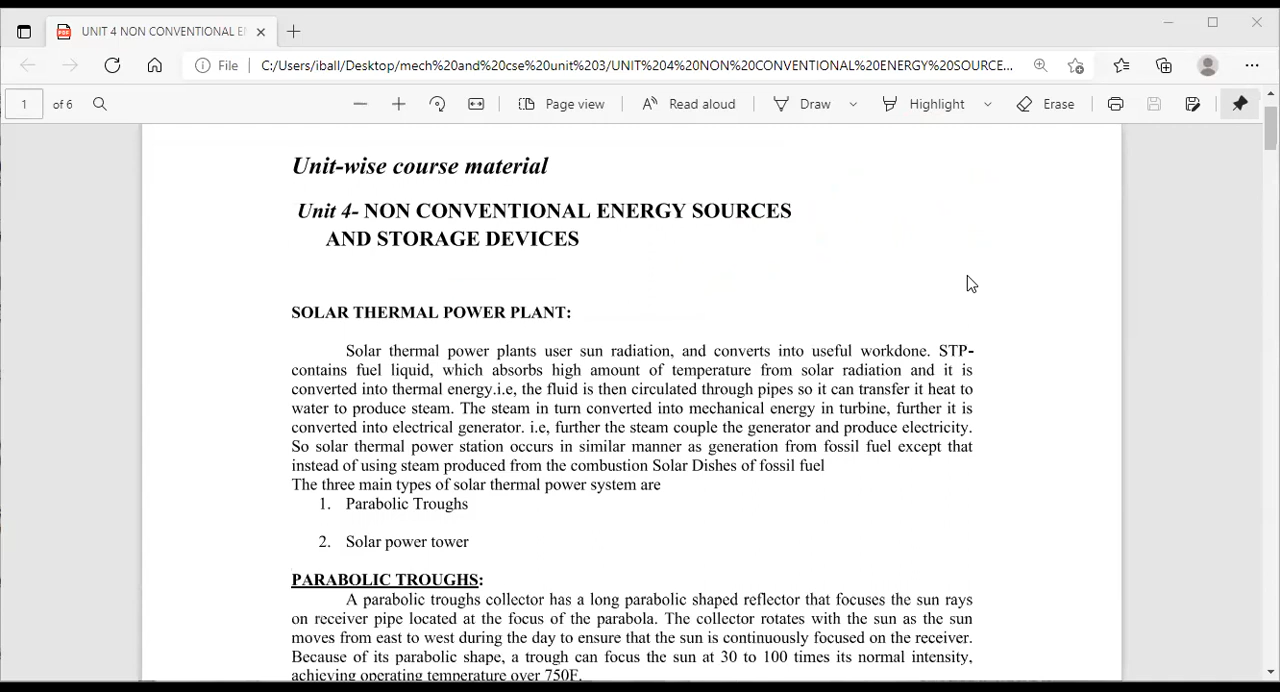 UNIT 4 NON CONVENTIONAL E
File
C:/Users/iball/Desktop/mech%20and%20cse%20unit%203/UNIT%204%20NON%20CONVENTIONAL%20ENERGY%20SOURCE...
1 of 6
Page view
Read aloud
Draw
Highlight
Erase
Unit-wise course material
Unit 4- NON CONVENTIONAL ENERGY SOURCES
AND STORAGE DEVICES
SOLAR THERMAL POWER PLANT:
Solar thermal power plants user sun radiation, and converts into useful workdone. STP-
contains fuel liquid, which absorbs high amount of temperature from solar radiation and it is
converted into thermal energy.i.e, the fluid is then circulated through pipes so it can transfer it heat to
water to produce steam. The steam in turn converted into mechanical energy in turbine, further it is
converted into electrical generator. i.e, further the steam couple the generator and produce electricity.
So solar thermal power station occurs in similar manner as generation from fossil fuel except that
instead of using steam produced from the combustion Solar Dishes of fossil fuel
The three main types of solar thermal power system are
1. Parabolic Troughs
2. Solar power tower
PARABOLIC TROUGHS:
A parabolic troughs collector has a long parabolic shaped reflector that focuses the sun rays
on receiver pipe located at the focus of the parabola. The collector rotates with the sun as the sun
moves from east to west during the day to ensure that the sun is continuously focused on the receiver.
Because of its parabolic shape, a trough can focus the sun at 30 to 100 times its normal intensity,
achieving operating temperature over 750F.